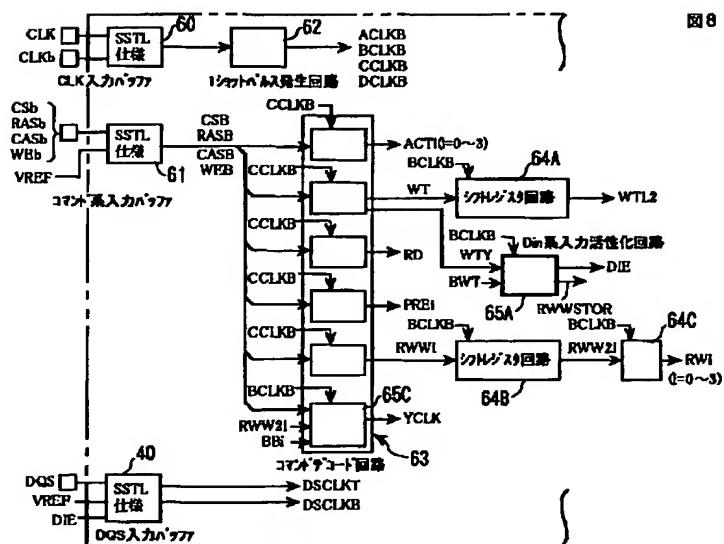 図8
CLK
CLKb
SSTL
仕様
60
CLK入力バッファ
62
1ショットパルス発生回路
ACLKB
BCLKB
CCLKB
DCLKB
CSb
RASb
CASb
WEb
VREF
SSTL
仕様
61
コマンド系入力バッファ
CSB
RASB
CASB
WEB
CCLKB
ACTi(i=0~3)
CCLKB
WT
BCLKB
64A
シフトレジスタ回路
WTL2
WTY
BWT
BCLKB
Din系入力活性化回路
DIE
65A
RWWSTOR
CCLKB
RD
CCLKB
PREi
CCLKB
RWWi
BCLKB
シフトレジスタ回路
64B
RWW2i
BCLKB
64C
RWi
(i=0~3)
BCLKB
65C
RWW2i
BBi
YCLK
63
コマンドデコード回路
DQS
VREF
DIE
40
SSTL
仕様
DQS入力バッファ
DSCLKT
DSCLKB